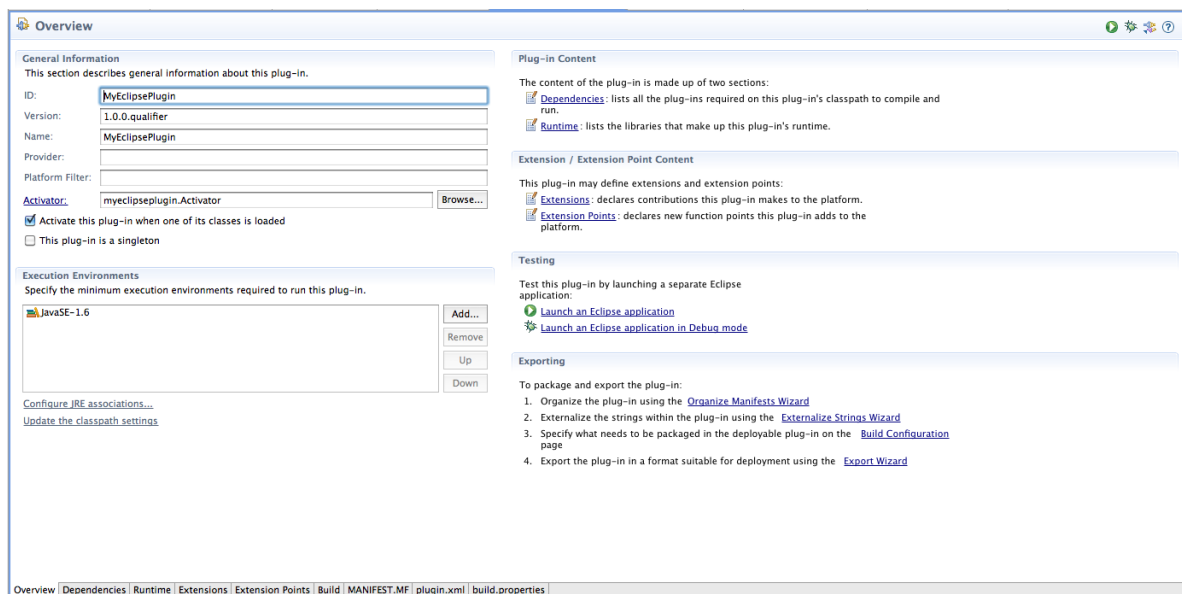 Overview
General Information
This section describes general information about this plug-in.
ID: MyEclipsePlugin
Version: 1.0.0.qualifier
Name: MyEclipsePlugin
Provider:
Platform Filter:
Activator: myeclipseplugin.Activator Browse...
Activate this plug-in when one of its classes is loaded
This plug-in is a singleton
Execution Environments
Specify the minimum execution environments required to run this plug-in.
JavaSE-1.6
Add...
Remove
Up
Down
Configure JRE associations...
Update the classpath settings
Plug-in Content
The content of the plug-in is made up of two sections:
Dependencies: lists all the plug-ins required on this plug-in's classpath to compile and
run.
Runtime: lists the libraries that make up this plug-in's runtime.
Extension / Extension Point Content
This plug-in may define extensions and extension points:
Extensions: declares contributions this plug-in makes to the platform.
Extension Points: declares new function points this plug-in adds to the
platform.
Testing
Test this plug-in by launching a separate Eclipse
application:
Launch an Eclipse application
Launch an Eclipse application in Debug mode
Exporting
To package and export the plug-in:
1. Organize the plug-in using the Organize Manifests Wizard
2. Externalize the strings within the plug-in using the Externalize Strings Wizard
3. Specify what needs to be packaged in the deployable plug-in on the Build Configuration
page
4. Export the plug-in in a format suitable for deployment using the Export Wizard
Overview Dependencies Runtime Extensions Extension Points Build MANIFEST.MF plugin.xml build.properties